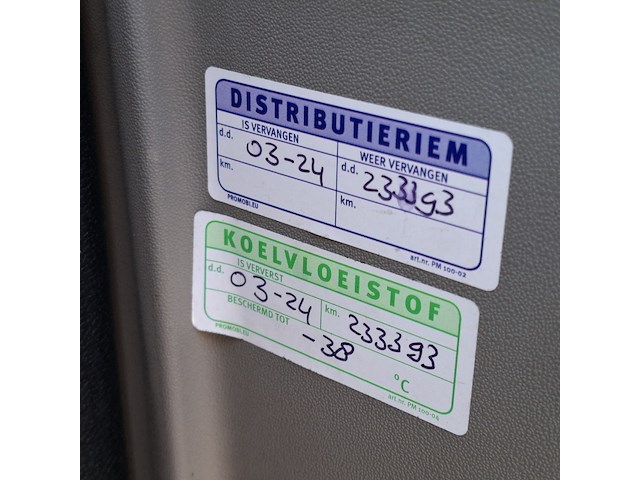 DISTRIBUTIERIEM
IS VERVANGEN
WEER VERVANGEN
d.d. 03-24
d.d. 233393
km.
km.
PROMOBI.EU
art.nr. PM 100-02
KOELVLOEISTOF
IS VERVERST
d.d. 03-24
km. 233393
BESCHERMD TOT
-38
°C
PROMOBI.EU
art.nr. PM 100-04